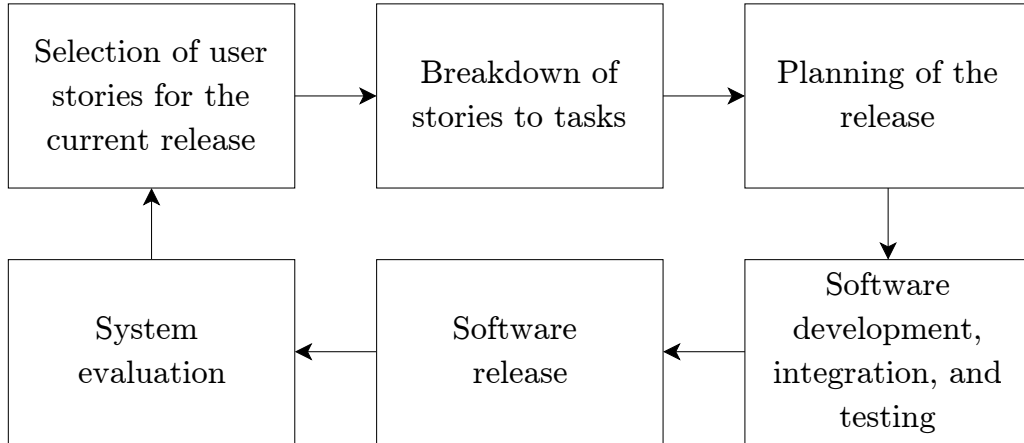 Selection of user
stories for the
current release
Breakdown of
stories to tasks
Planning of the
release
Software
development,
integration, and
testing
Software
release
System
evaluation